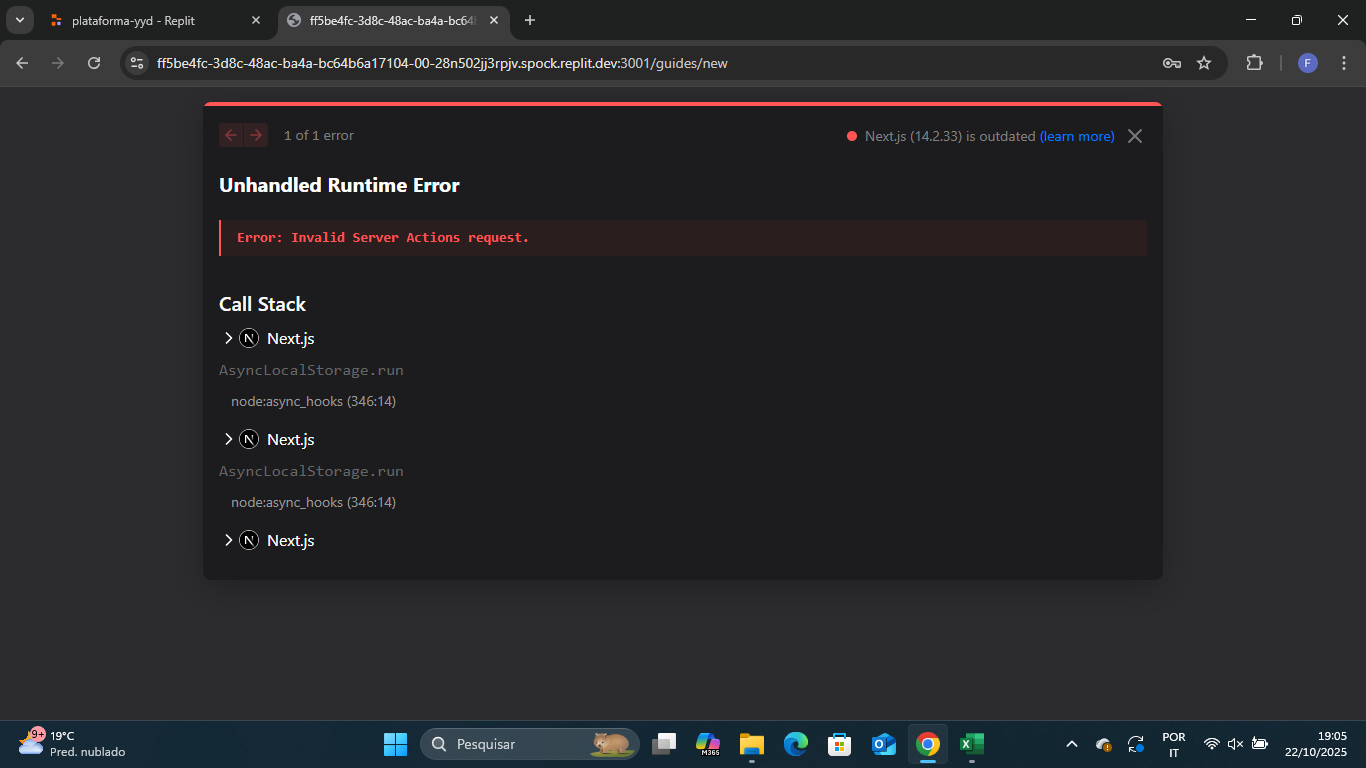 plataforma-yyd - Replit
ff5be4fc-3d8c-48ac-ba4a-bc64
ff5be4fc-3d8c-48ac-ba4a-bc64b6a17104-00-28n502jj3rpjv.spock.replit.dev:3001/guides/new
F
1 of 1 error
Next.js (14.2.33) is outdated (learn more)
Unhandled Runtime Error
Error: Invalid Server Actions request.
Call Stack
N Next.js
AsyncLocalStorage.run
node:async_hooks (346:14)
N Next.js
AsyncLocalStorage.run
node:async_hooks (346:14)
N Next.js
9+
19°C
Pred. nublado
Pesquisar
M365
POR
IT
19:05
22/10/2025